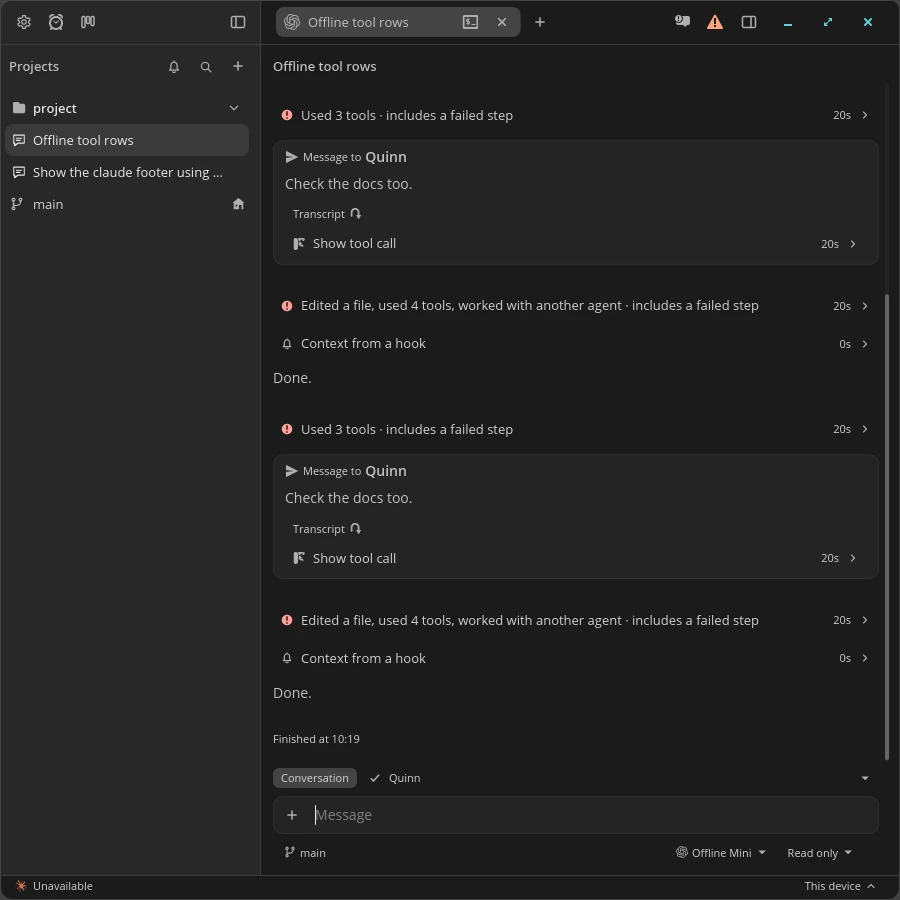 Offline tool rows
Projects
Offline tool rows
project
Offline tool rows
Show the claude footer using ...
main
Used 3 tools · includes a failed step 20s
Message to Quinn
Check the docs too.
Transcript
Show tool call 20s
Edited a file, used 4 tools, worked with another agent · includes a failed step 20s
Context from a hook 0s
Done.
Used 3 tools · includes a failed step 20s
Message to Quinn
Check the docs too.
Transcript
Show tool call 20s
Edited a file, used 4 tools, worked with another agent · includes a failed step 20s
Context from a hook 0s
Done.
Finished at 10:19
Conversation Quinn
Message
main Offline Mini Read only
Unavailable This device